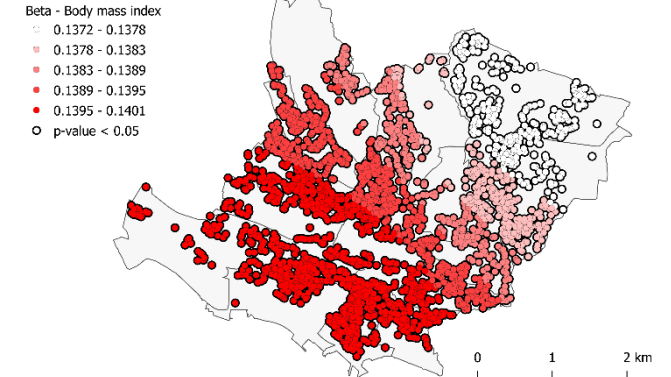 Beta - Body mass index
0.1372 - 0.1378
0.1378 - 0.1383
0.1383 - 0.1389
0.1389 - 0.1395
0.1395 - 0.1401
p-value < 0.05
0 1 2 km